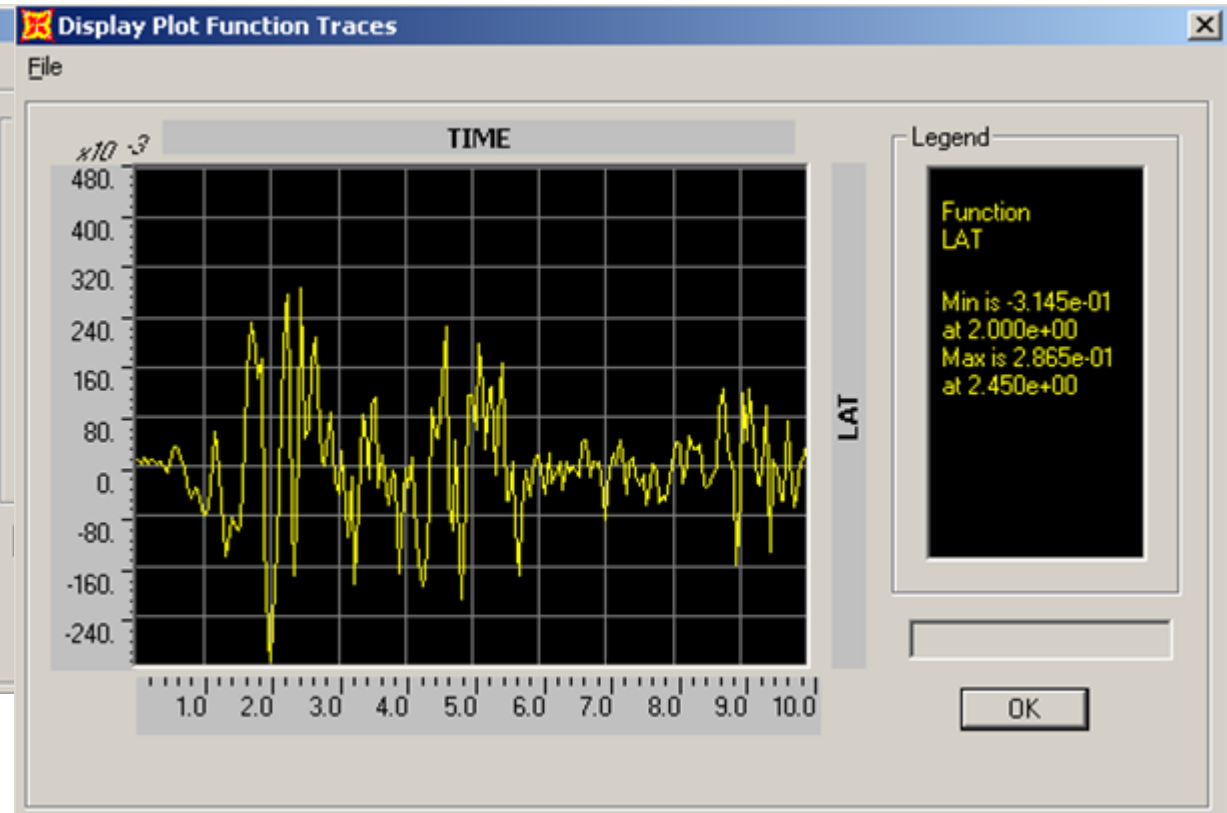 Display Plot Function Traces
File
x10 -3
TIME
480.
400.
320.
240.
160.
80.
0.
-80.
-160.
-240.
1.0 2.0 3.0 4.0 5.0 6.0 7.0 8.0 9.0 10.0
LAT
Legend
Function
LAT
Min is -3.145e-01
at 2.000e+00
Max is 2.865e-01
at 2.450e+00
OK